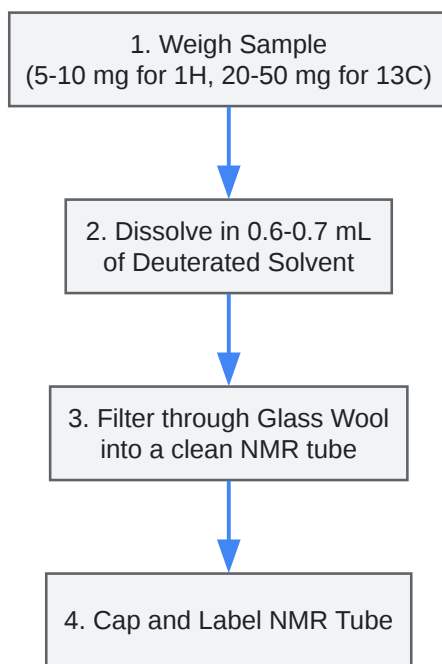 1. Weigh Sample
(5-10 mg for 1H, 20-50 mg for 13C)
2. Dissolve in 0.6-0.7 mL
of Deuterated Solvent
3. Filter through Glass Wool
into a clean NMR tube
4. Cap and Label NMR Tube